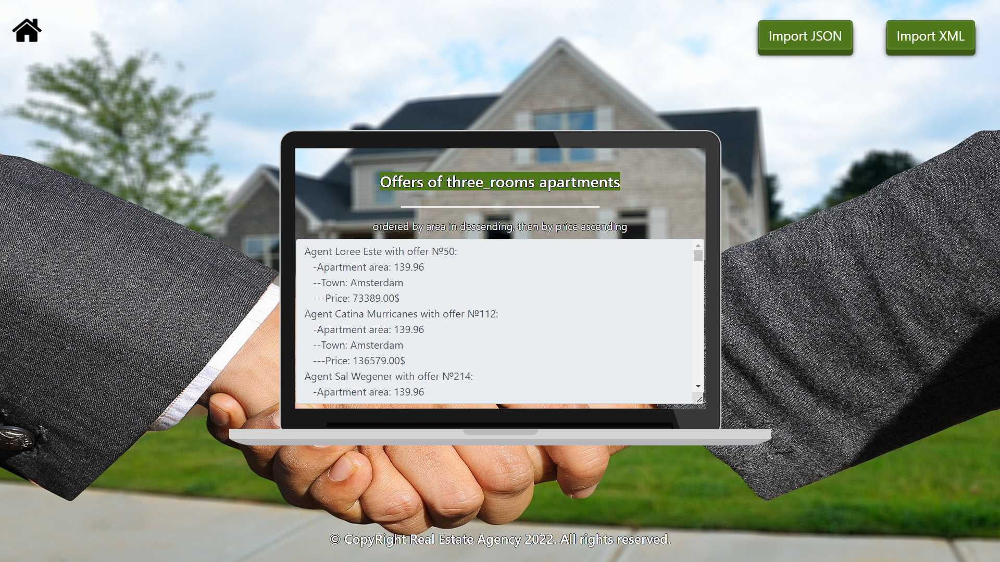 Import JSON
Import XML
Offers of three_rooms apartments
ordered by area in descending, then by price ascending
Agent Loree Este with offer №50:
-Apartment area: 139.96
--Town: Amsterdam
---Price: 73389.00$
Agent Catina Murricanes with offer №112:
-Apartment area: 139.96
--Town: Amsterdam
---Price: 136579.00$
Agent Sal Wegener with offer №214:
-Apartment area: 139.96
© CopyRight Real Estate Agency 2022. All rights reserved.